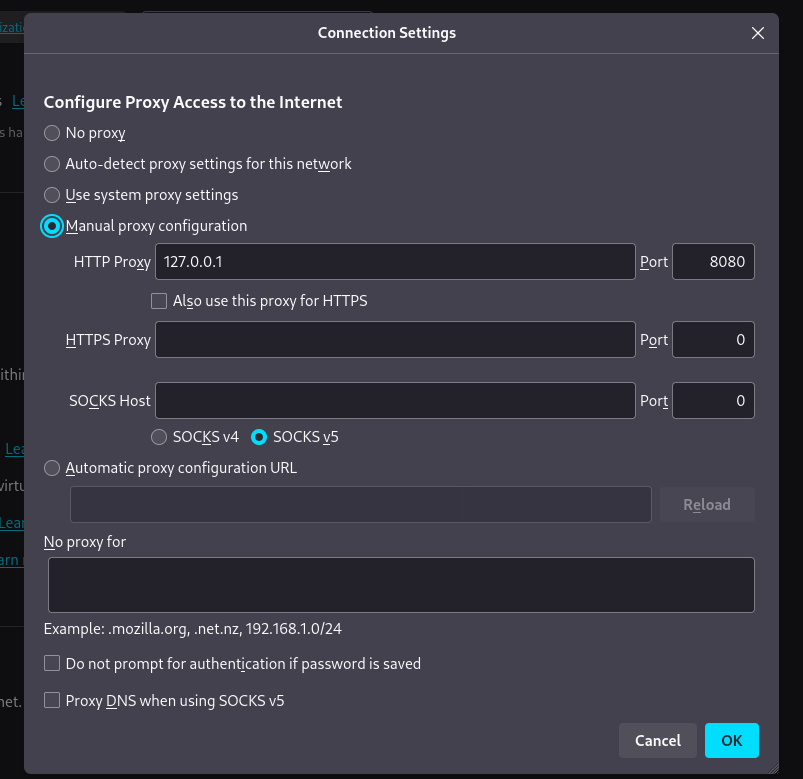 Connection Settings
Configure Proxy Access to the Internet
No proxy
Auto-detect proxy settings for this network
Use system proxy settings
Manual proxy configuration
HTTP Proxy 127.0.0.1 Port 8080
Also use this proxy for HTTPS
HTTPS Proxy Port 0
SOCKS Host Port 0
SOCKS v4 SOCKS v5
Automatic proxy configuration URL
Reload
No proxy for
Example: .mozilla.org, .net.nz, 192.168.1.0/24
Do not prompt for authentication if password is saved
Proxy DNS when using SOCKS v5
Cancel OK